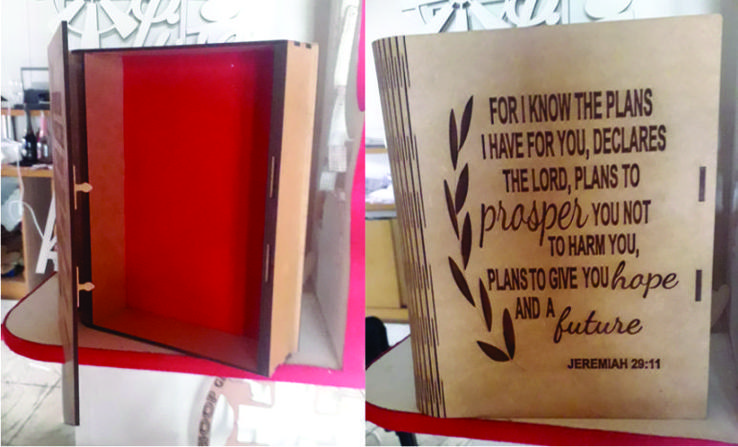 FOR I KNOW THE PLANS
I HAVE FOR YOU, DECLARES
THE LORD, PLANS TO
prosper YOU NOT
TO HARM YOU,
PLANS TO GIVE YOU hope
AND A
future
JEREMIAH 29:11